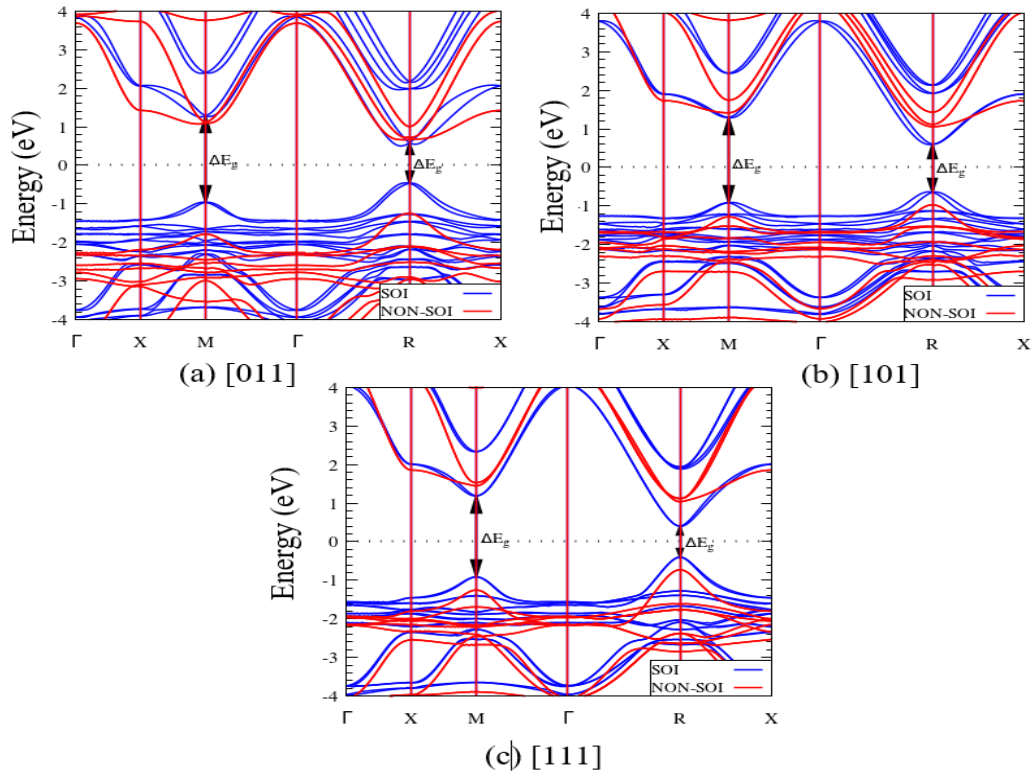 4
3
2
1
0
-1
-2
-3
-4
Energy (eV)
ΔEg
ΔEg
SOI
NON-SOI
Γ X M Γ R X
(a) [011]
4
3
2
1
0
-1
-2
-3
-4
Energy (eV)
ΔEg
ΔEg
SOI
NON-SOI
Γ X M Γ R X
(b) [101]
4
3
2
1
0
-1
-2
-3
-4
Energy (eV)
ΔEg
ΔEg
SOI
NON-SOI
Γ X M Γ R X
(c) [111]